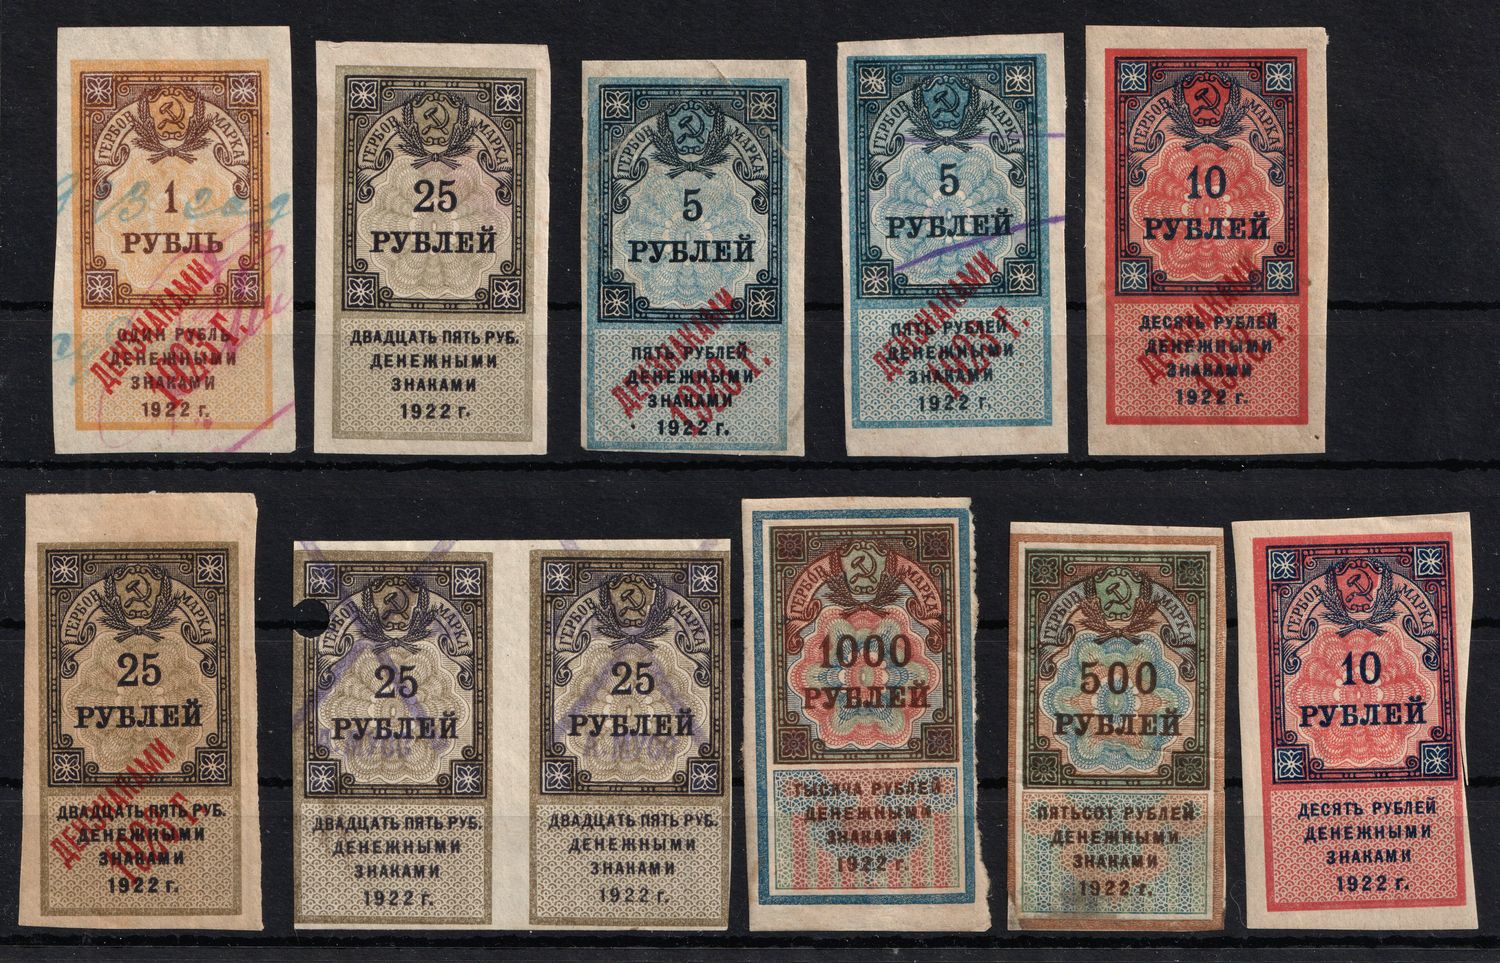 ГЕРБОВ. МАРКА
1
РУБЛЬ
ДЕНЗНАКАМИ
1923 г.
ОДИН РУБЛЬ
ДЕНЕЖНЫМИ
ЗНАКАМИ
1922 г.
ГЕРБОВ. МАРКА
25
РУБЛЕЙ
ДВАДЦАТЬ ПЯТЬ РУБ.
ДЕНЕЖНЫМИ
ЗНАКАМИ
1922 г.
ГЕРБОВ. МАРКА
5
РУБЛЕЙ
ДЕНЗНАКАМИ
1923 г.
ПЯТЬ РУБЛЕЙ
ДЕНЕЖНЫМИ
ЗНАКАМИ
1922 г.
ГЕРБОВ. МАРКА
5
РУБЛЕЙ
ДЕНЗНАКАМИ
1923 г.
ПЯТЬ РУБЛЕЙ
ДЕНЕЖНЫМИ
ЗНАКАМИ
1922 г.
ГЕРБОВ. МАРКА
10
РУБЛЕЙ
ДЕНЗНАКАМИ
1923 г.
ДЕСЯТЬ РУБЛЕЙ
ДЕНЕЖНЫМИ
ЗНАКАМИ
1922 г.
ГЕРБОВ. МАРКА
25
РУБЛЕЙ
ДЕНЗНАКАМИ
1923 г.
ДВАДЦАТЬ ПЯТЬ РУБ.
ДЕНЕЖНЫМИ
ЗНАКАМИ
1922 г.
ГЕРБОВ. МАРКА
25
РУБЛЕЙ
ДВАДЦАТЬ ПЯТЬ РУБ.
ДЕНЕЖНЫМИ
ЗНАКАМИ
1922 г.
ГЕРБОВ. МАРКА
25
РУБЛЕЙ
ДВАДЦАТЬ ПЯТЬ РУБ.
ДЕНЕЖНЫМИ
ЗНАКАМИ
1922 г.
ГЕРБОВ. МАРКА
1000
РУБЛЕЙ
ТЫСЯЧА РУБЛЕЙ
ДЕНЕЖНЫМИ
ЗНАКАМИ
1922 г.
ГЕРБОВ. МАРКА
500
РУБЛЕЙ
ПЯТЬСОТ РУБЛЕЙ
ДЕНЕЖНЫМИ
ЗНАКАМИ
1922 г.
ГЕРБОВ. МАРКА
10
РУБЛЕЙ
ДЕСЯТЬ РУБЛЕЙ
ДЕНЕЖНЫМИ
ЗНАКАМИ
1922 г.